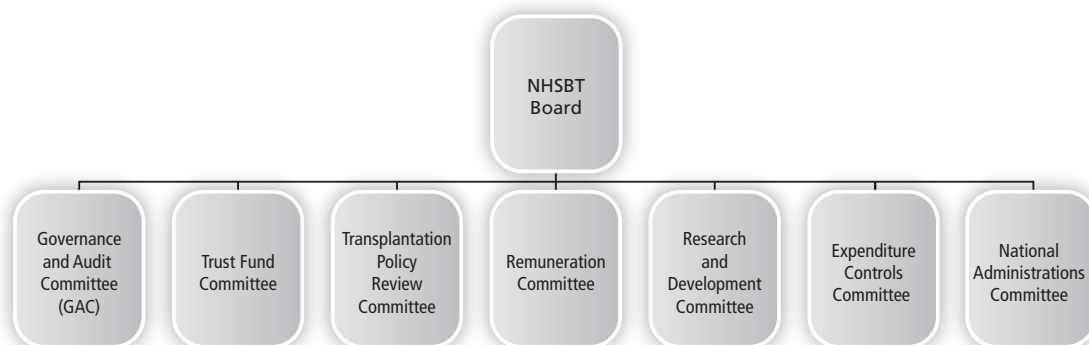 NHSBT
Board
Governance
and Audit
Committee
(GAC)
Trust Fund
Committee
Transplantation
Policy
Review
Committee
Remuneration
Committee
Research
and
Development
Committee
Expenditure
Controls
Committee
National
Administrations
Committee